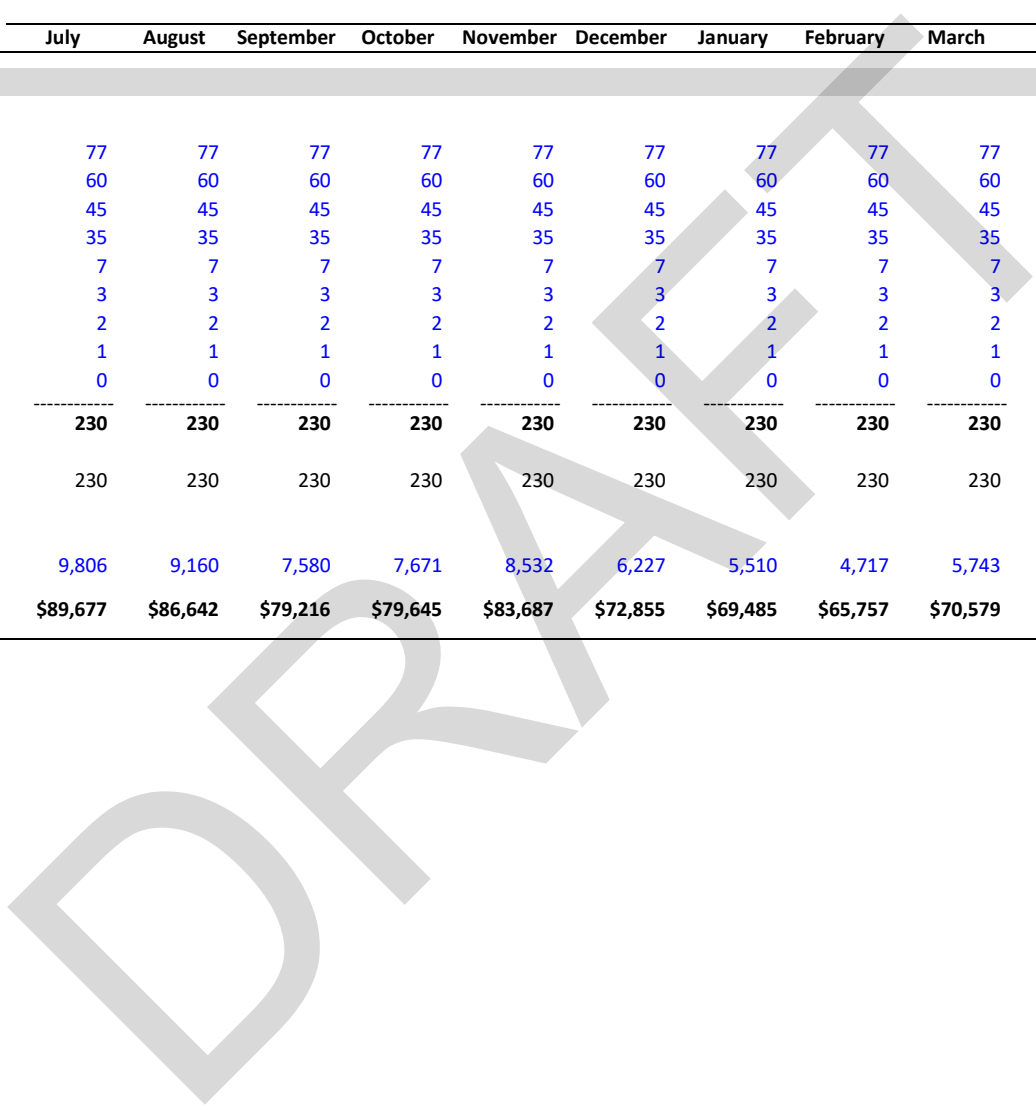 July August September October November December January February March
77 77 77 77 77 77 77 77 77
60 60 60 60 60 60 60 60 60
45 45 45 45 45 45 45 45 45
35 35 35 35 35 35 35 35 35
7 7 7 7 7 7 7 7 7
3 3 3 3 3 3 3 3 3
2 2 2 2 2 2 2 2 2
1 1 1 1 1 1 1 1 1
0 0 0 0 0 0 0 0 0
------------ ------------ ------------ ------------ ------------ ------------ ------------ ------------ ------------
230 230 230 230 230 230 230 230 230
230 230 230 230 230 230 230 230 230
9,806 9,160 7,580 7,671 8,532 6,227 5,510 4,717 5,743
$89,677 $86,642 $79,216 $79,645 $83,687 $72,855 $69,485 $65,757 $70,579
DRAFT